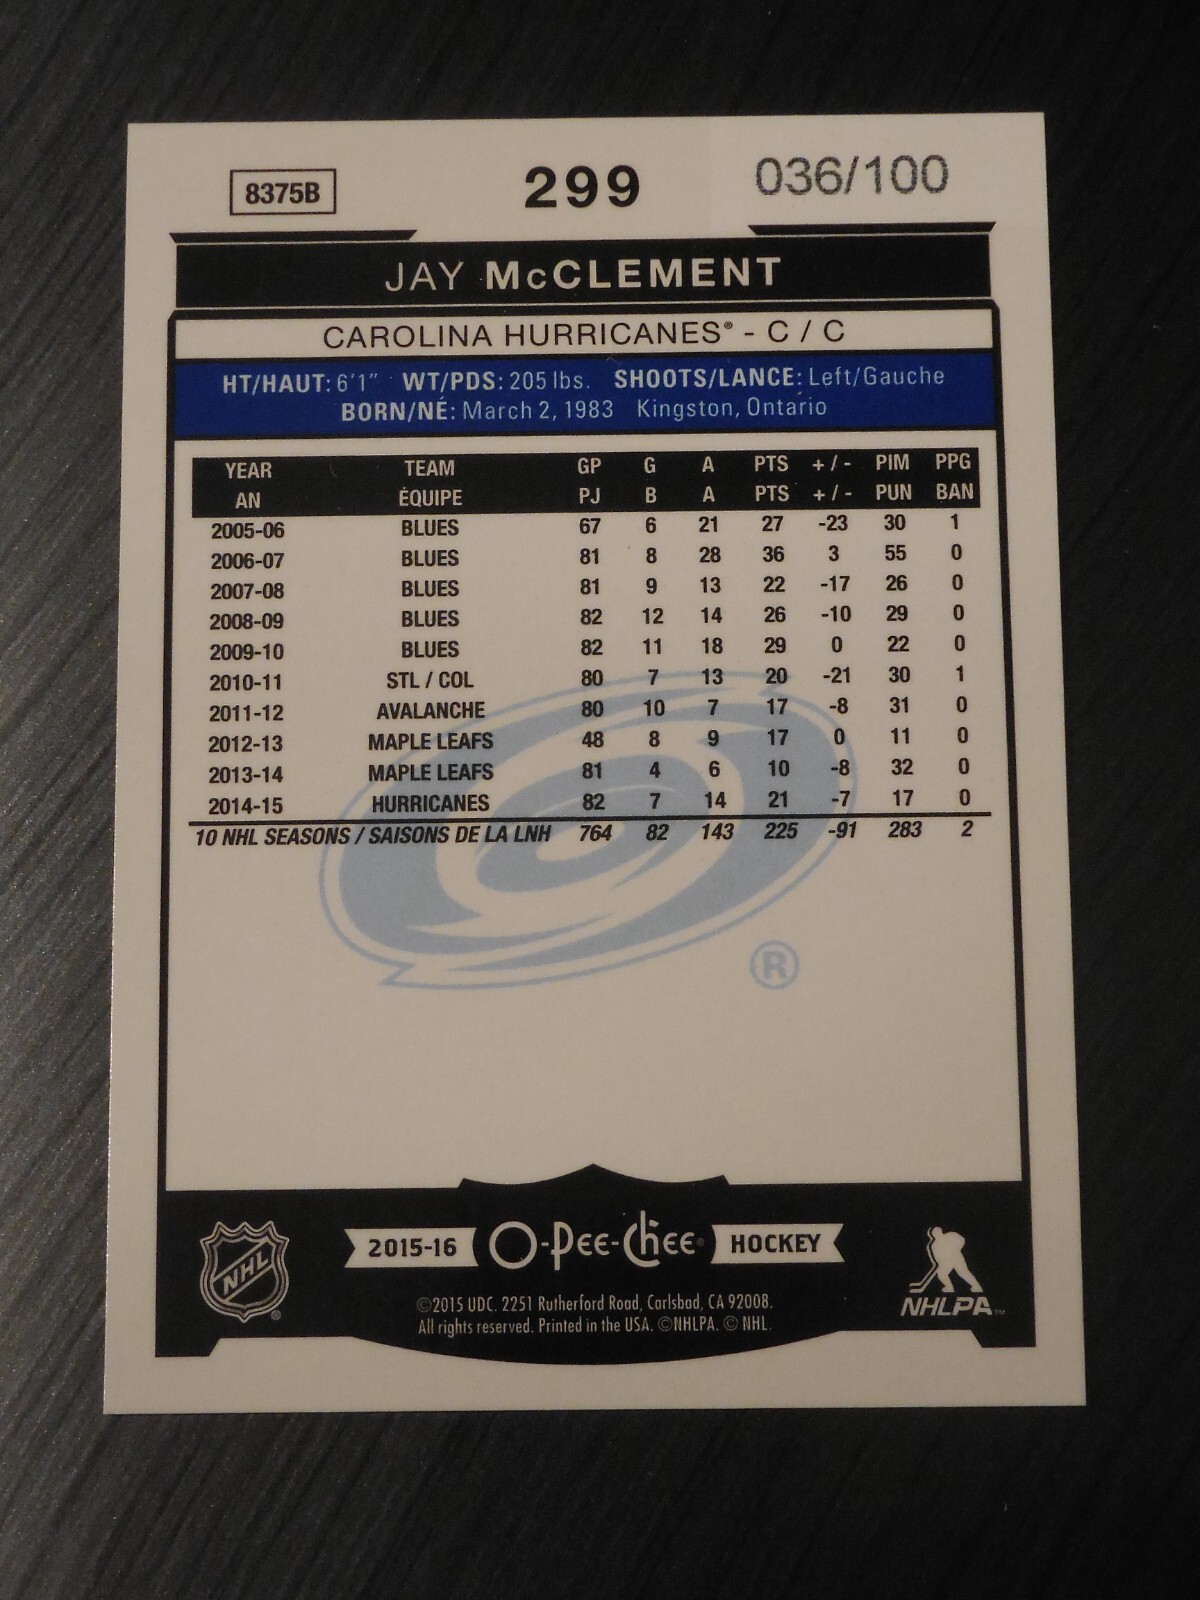 8375B 299 036/100
JAY McCLEMENT
CAROLINA HURRICANES® - C / C
HT/HAUT: 6'1" WT/PDS: 205 lbs. SHOOTS/LANCE: Left/Gauche
BORN/NÉ: March 2, 1983 Kingston, Ontario
YEAR TEAM GP G A PTS + / - PIM PPG
AN ÉQUIPE PJ B A PTS + / - PUN BAN
2005-06 BLUES 67 6 21 27 -23 30 1
2006-07 BLUES 81 8 28 36 3 55 0
2007-08 BLUES 81 9 13 22 -17 26 0
2008-09 BLUES 82 12 14 26 -10 29 0
2009-10 BLUES 82 11 18 29 0 22 0
2010-11 STL / COL 80 7 13 20 -21 30 1
2011-12 AVALANCHE 80 10 7 17 -8 31 0
2012-13 MAPLE LEAFS 48 8 9 17 0 11 0
2013-14 MAPLE LEAFS 81 4 6 10 -8 32 0
2014-15 HURRICANES 82 7 14 21 -7 17 0
10 NHL SEASONS / SAISONS DE LA LNH 764 82 143 225 -91 283 2
®
NHL ® 2015-16 O-Pee-Chee® HOCKEY NHLPA™
©2015 UDC. 2251 Rutherford Road, Carlsbad, CA 92008.
All rights reserved. Printed in the USA. ©NHLPA. © NHL.